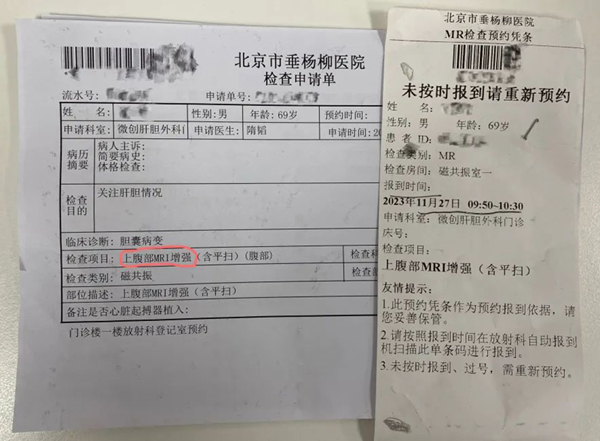 北京市垂杨柳医院
检查申请单
流水号:
申请单号:
姓 名:
性别:男
年龄:69岁
预约时间:
申请科室:微创肝胆外科
申请医生:隋韬
申请时间:20
病历摘要
病人主诉:
简要病史:
体格检查:
检查目的
关注肝胆情况
临床诊断:胆囊病变
检查项目:上腹部MRI增强(含平扫)(腹部)
检查科
检查类别:磁共振
检查
部位描述:上腹部MRI增强(含平扫)
备注是否心脏起搏器植入:
门诊楼一楼放射科登记室预约
北京市垂杨柳医院
MR检查预约凭条
未按时报到请重新预约
姓名:
性别:男 年龄:69岁
患者ID:
检查类别:MR
检查房间:磁共振室一
报到时间:
2023年11月27日 09:50~10:30
申请科室:微创肝胆外科门诊
床号:
检查项目:
上腹部MRI增强(含平扫)
友情提示:
1.此预约凭条作为预约报到依据,请
您妥善保管。
2.请按照报到时间在放射科自助报到
机扫描此单条码进行报到。
3.未按时报到、过号,需重新预约。